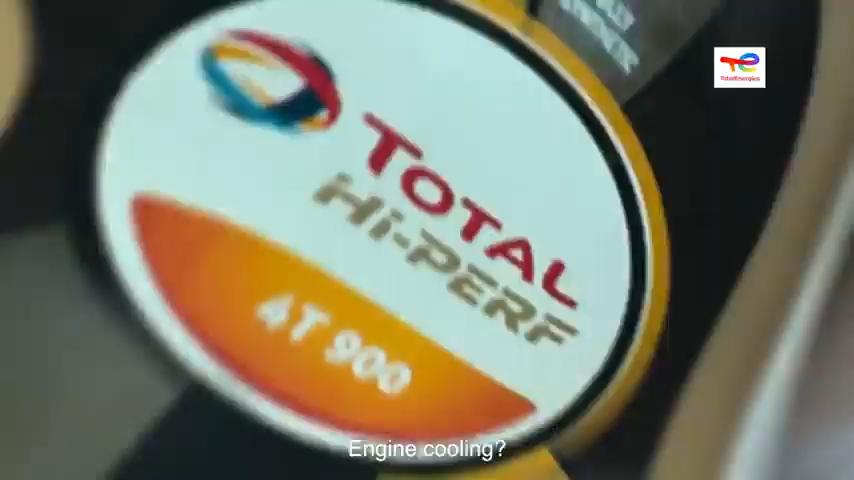 TotalEnergies
TOTAL
Hi-PERF
4T 900
Engine cooling?